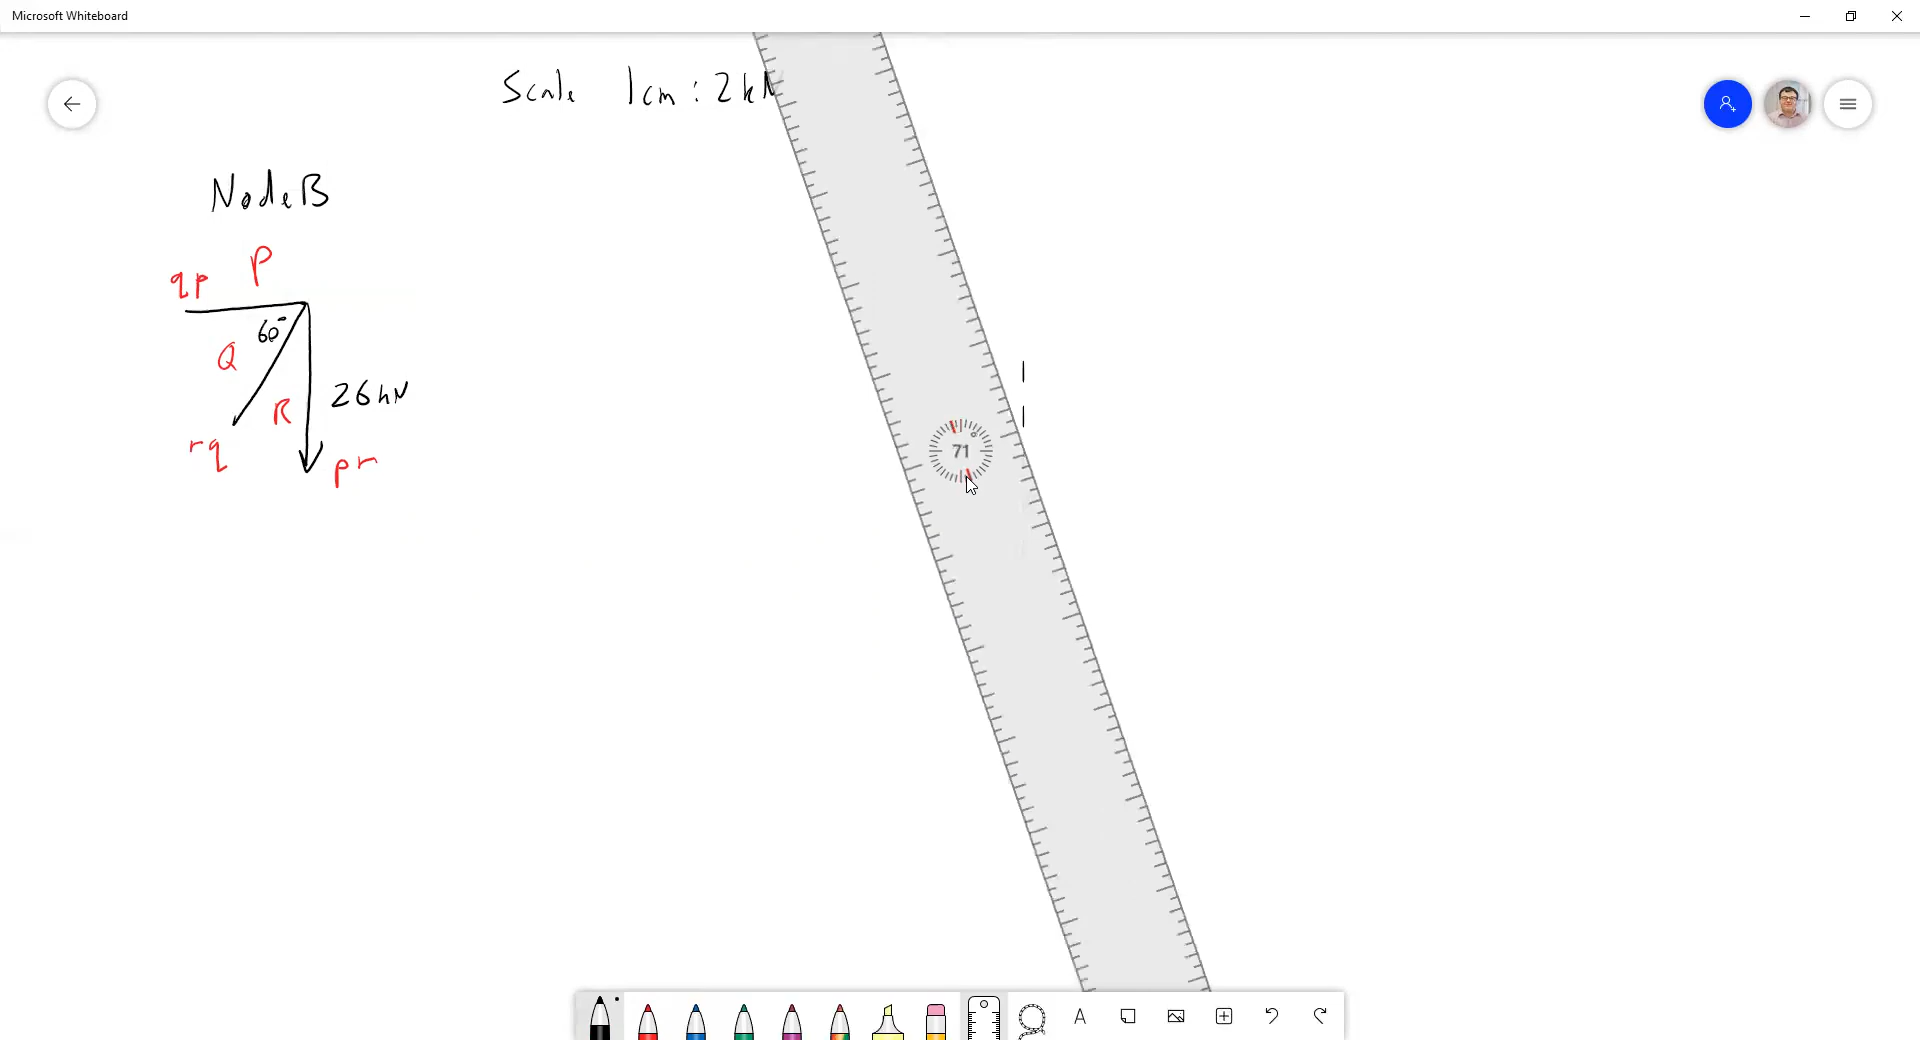 Microsoft Whiteboard
Scale 1cm : 2kN
Node B
qp P
60°
Q
R 26kN
rq pr
71°
A